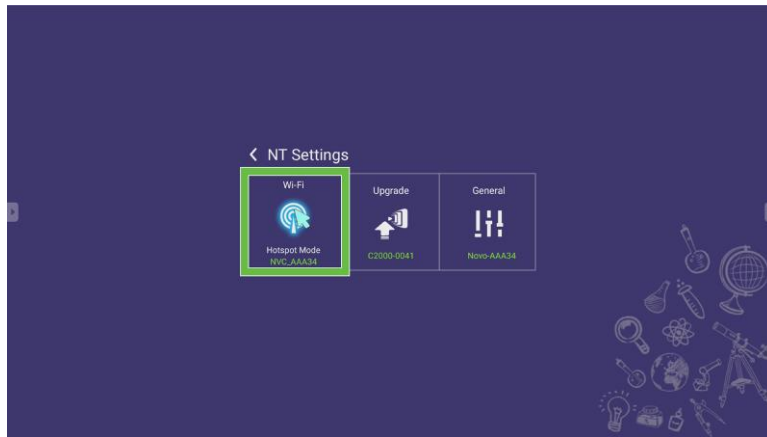 NT Settings
Wi-Fi
Hotspot Mode
NVC_AAA34
Upgrade
C2000-0041
General
Novo-AAA34